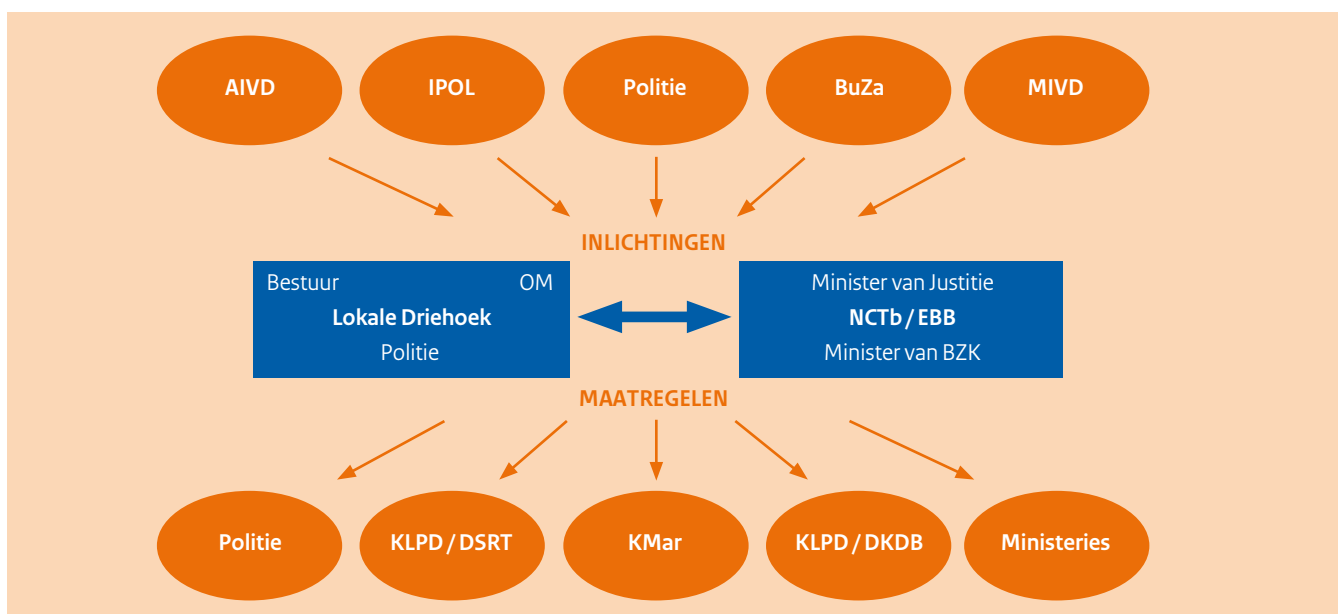 AIVD
IPOL
Politie
BuZa
MIVD
INLICHTINGEN
Bestuur OM
Lokale Driehoek
Politie
Minister van Justitie
NCTb / EBB
Minister van BZK
MAATREGELEN
Politie
KLPD / DSRT
KMar
KLPD / DKDB
Ministeries